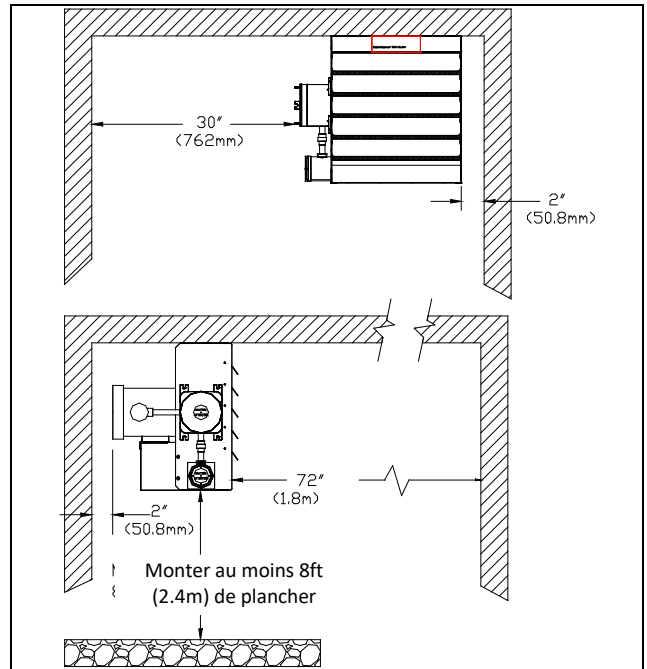 30"
(762mm)
2"
(50.8mm)
72"
(1.8m)
2"
(50.8mm)
Monter au moins 8ft
(2.4m) de plancher